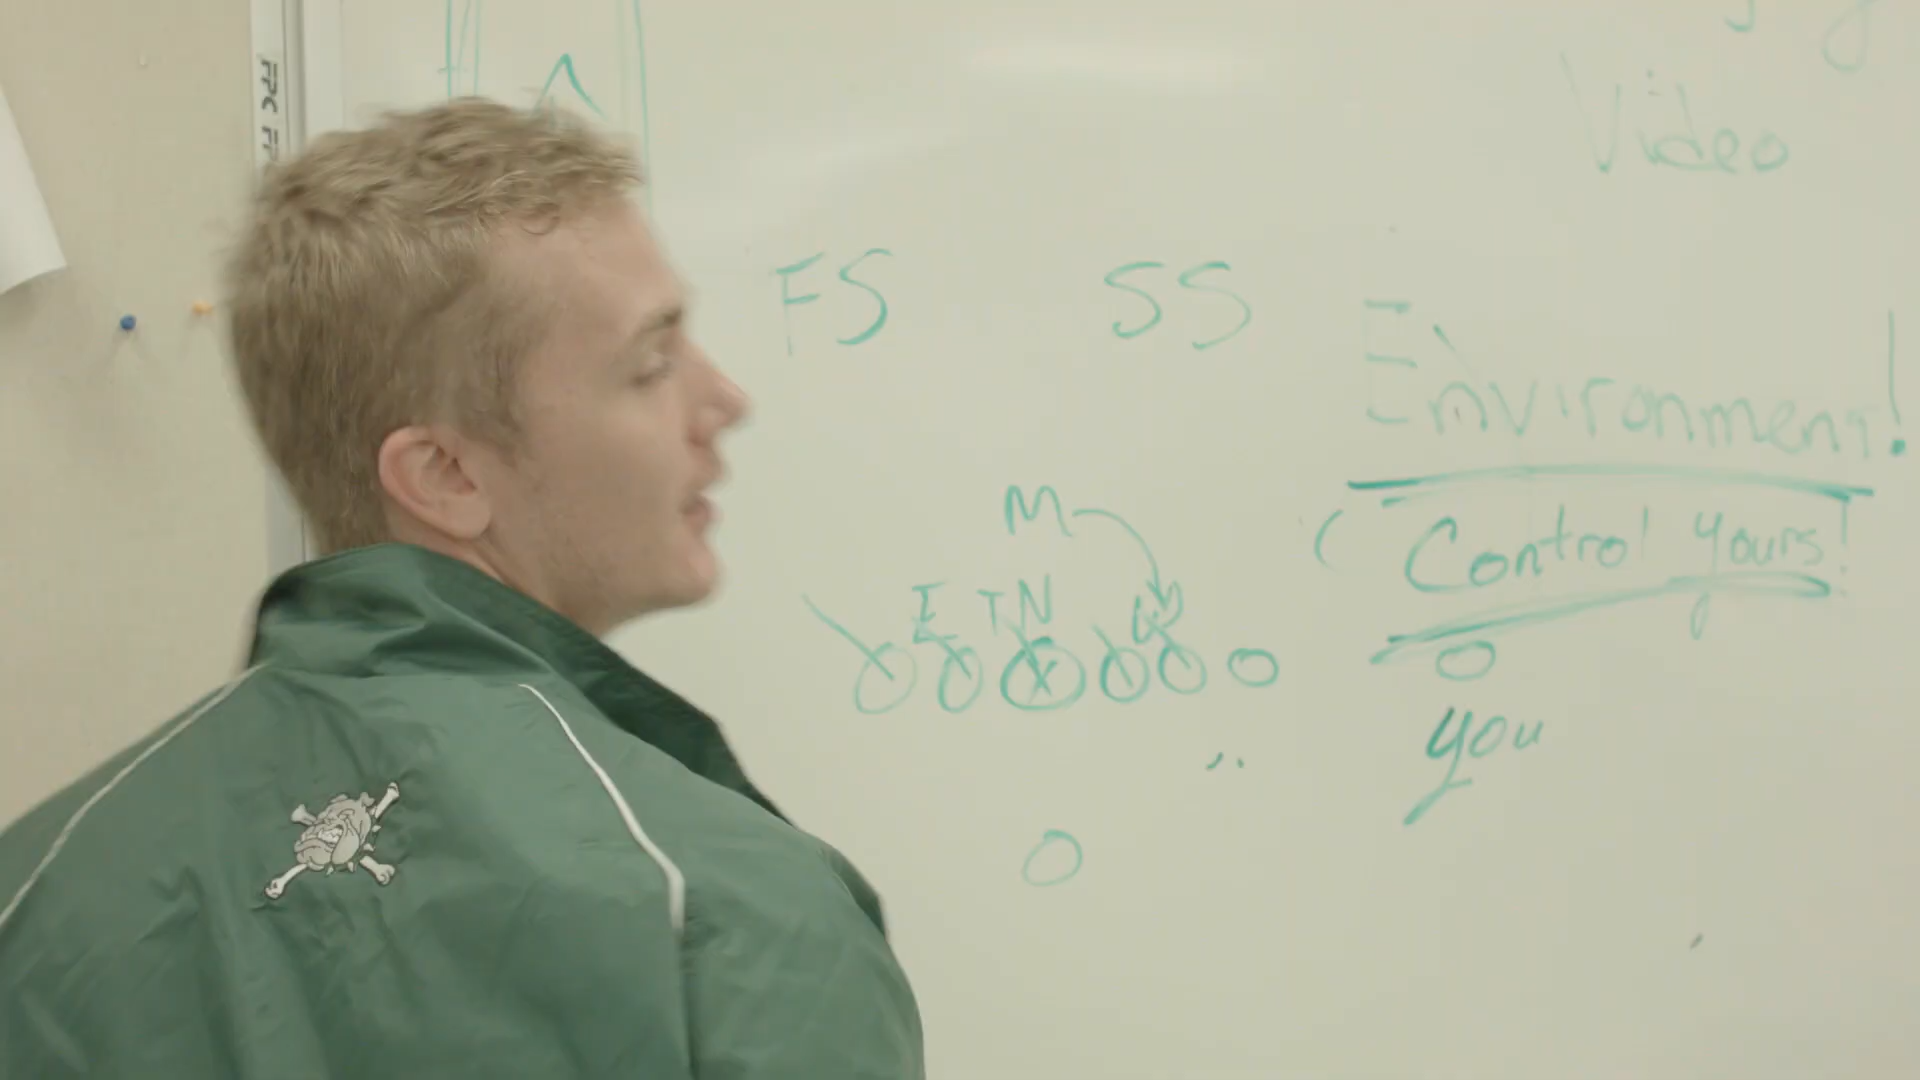 Video
FS SS
Environment!
(Control yours!
M
E T N
O X O O
you
O